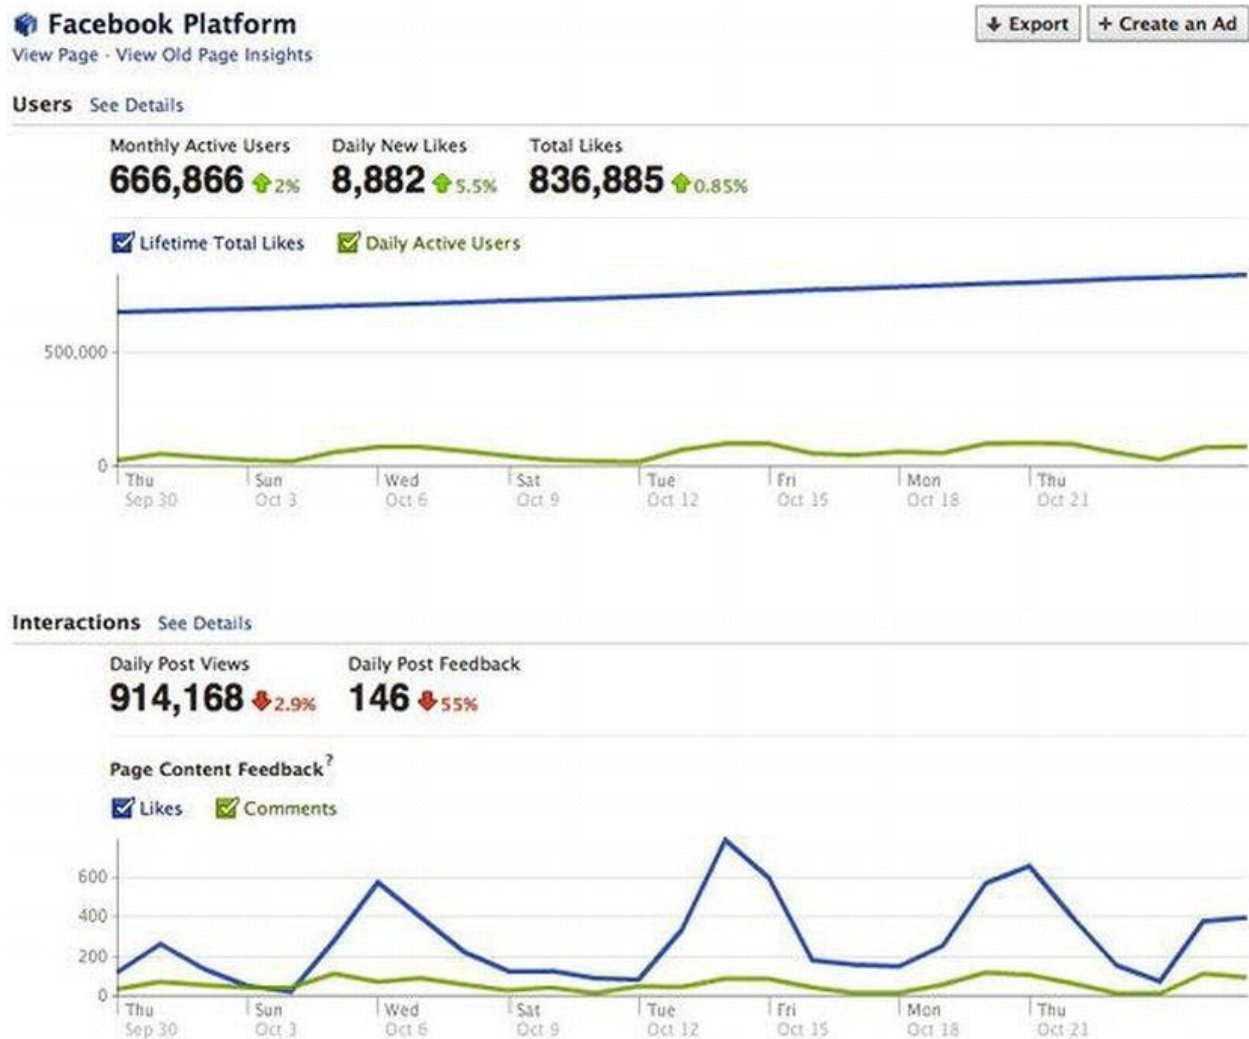 Facebook Platform
Export
+ Create an Ad
View Page - View Old Page Insights
Users See Details
Monthly Active Users Daily New Likes Total Likes
666,866 2% 8,882 5.5% 836,885 0.85%
Lifetime Total Likes Daily Active Users
500,000
0
Thu Sun Wed Sat Tue Fri Mon Thu
Sep 30 Oct 3 Oct 6 Oct 9 Oct 12 Oct 15 Oct 18 Oct 21
Interactions See Details
Daily Post Views Daily Post Feedback
914,168 2.9% 146 55%
Page Content Feedback?
Likes Comments
600
400
200
0
Thu Sun Wed Sat Tue Fri Mon Thu
Sep 30 Oct 3 Oct 6 Oct 9 Oct 12 Oct 15 Oct 18 Oct 21